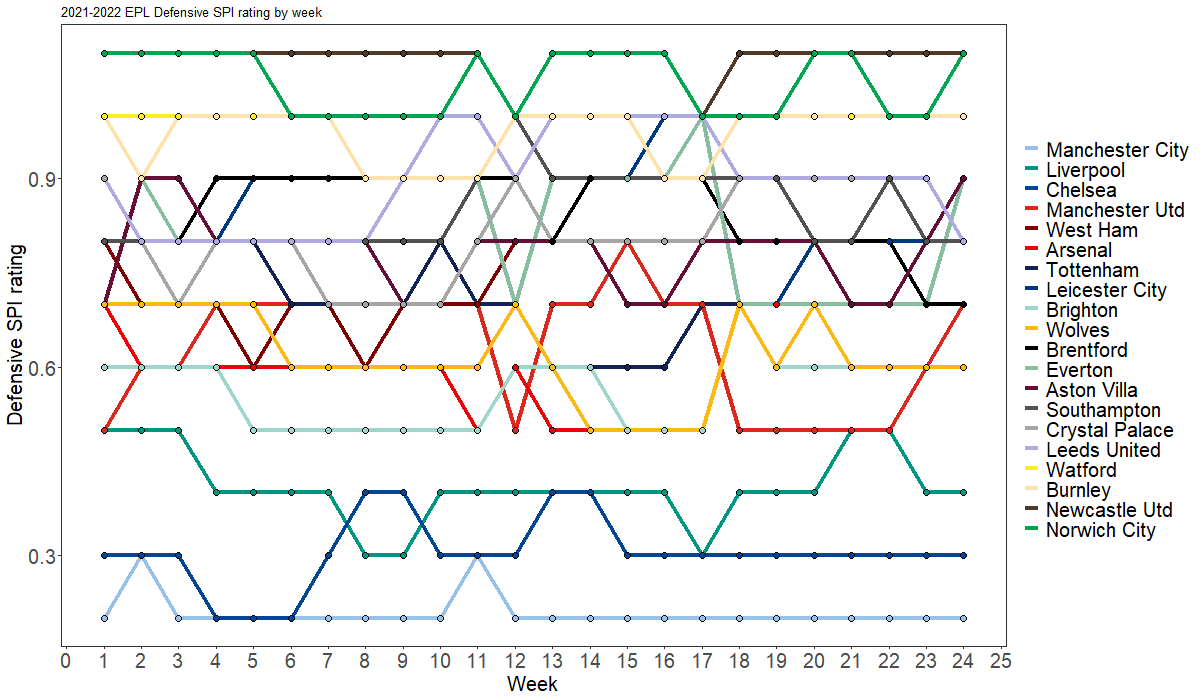 2021-2022 EPL Defensive SPI rating by week
Defensive SPI rating
0.9
0.6
0.3
0 1 2 3 4 5 6 7 8 9 10 11 12 13 14 15 16 17 18 19 20 21 22 23 24 25
Week
Manchester City
Liverpool
Chelsea
Manchester Utd
West Ham
Arsenal
Tottenham
Leicester City
Brighton
Wolves
Brentford
Everton
Aston Villa
Southampton
Crystal Palace
Leeds United
Watford
Burnley
Newcastle Utd
Norwich City